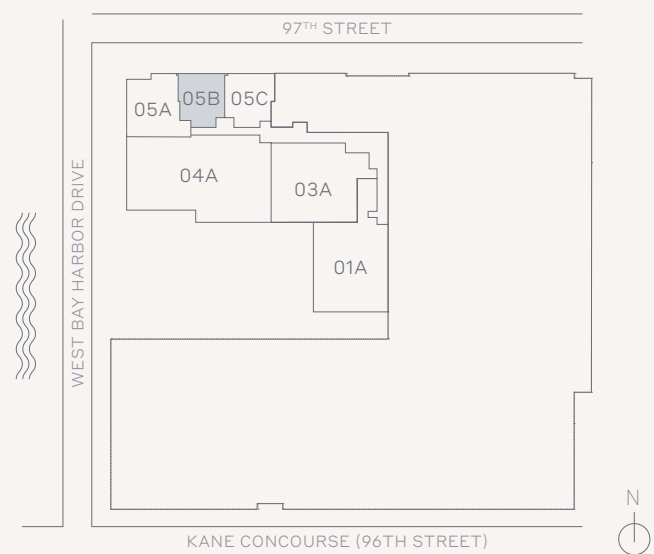 97TH STREET
05A
05B
05C
04A
03A
01A
WEST BAY HARBOR DRIVE
N
KANE CONCOURSE (96TH STREET)